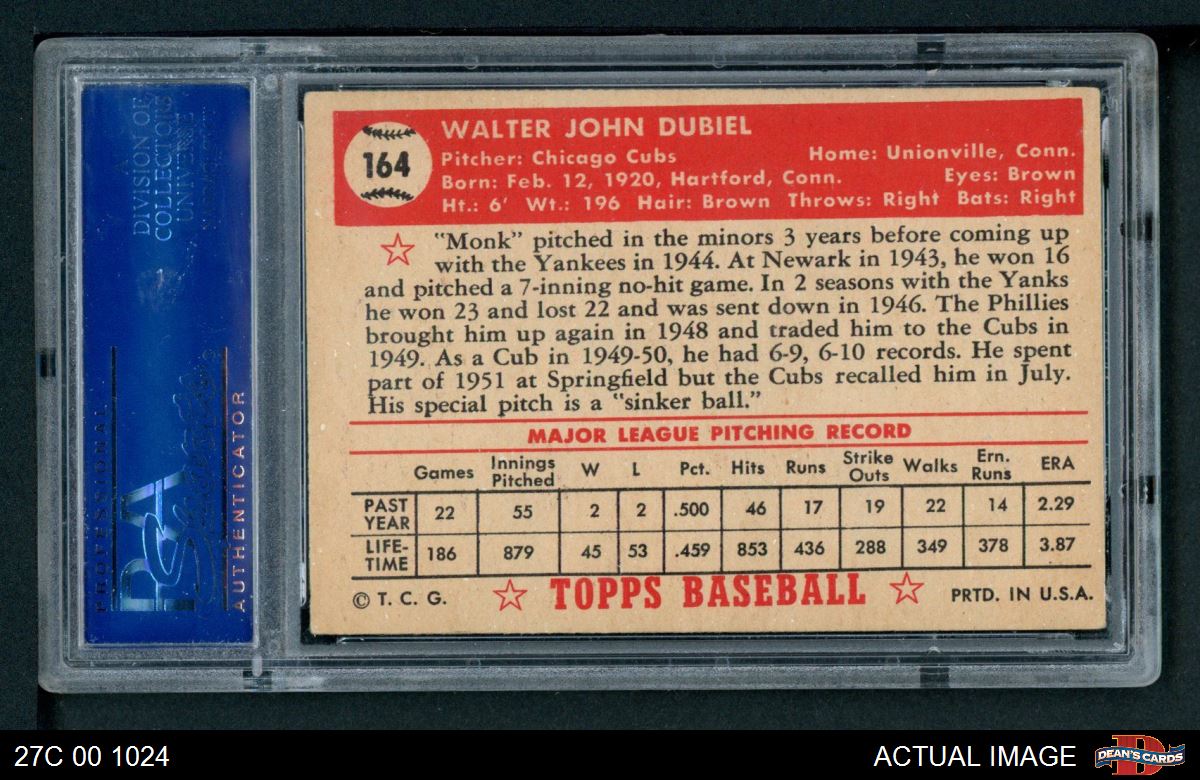 164
WALTER JOHN DUBIEL
Pitcher: Chicago Cubs Home: Unionville, Conn.
Born: Feb. 12, 1920, Hartford, Conn. Eyes: Brown
Ht.: 6' Wt.: 196 Hair: Brown Throws: Right Bats: Right
"Monk" pitched in the minors 3 years before coming up
with the Yankees in 1944. At Newark in 1943, he won 16
and pitched a 7-inning no-hit game. In 2 seasons with the Yanks
he won 23 and lost 22 and was sent down in 1946. The Phillies
brought him up again in 1948 and traded him to the Cubs in
1949. As a Cub in 1949-50, he had 6-9, 6-10 records. He spent
part of 1951 at Springfield but the Cubs recalled him in July.
His special pitch is a "sinker ball."
MAJOR LEAGUE PITCHING RECORD
Games Innings Pitched W L Pct. Hits Runs Strike Outs Walks Ern. Runs ERA
PAST YEAR 22 55 2 2 .500 46 17 19 22 14 2.29
LIFE-TIME 186 879 45 53 .459 853 436 288 349 378 3.87
© T. C. G. TOPPS BASEBALL PRTD. IN U.S.A.
A
DIVISION OF
COLLECTORS
UNIVERSE
PROFESSIONAL
PSA
AUTHENTICATOR
27C 00 1024
ACTUAL IMAGE
DEAN'S CARDS